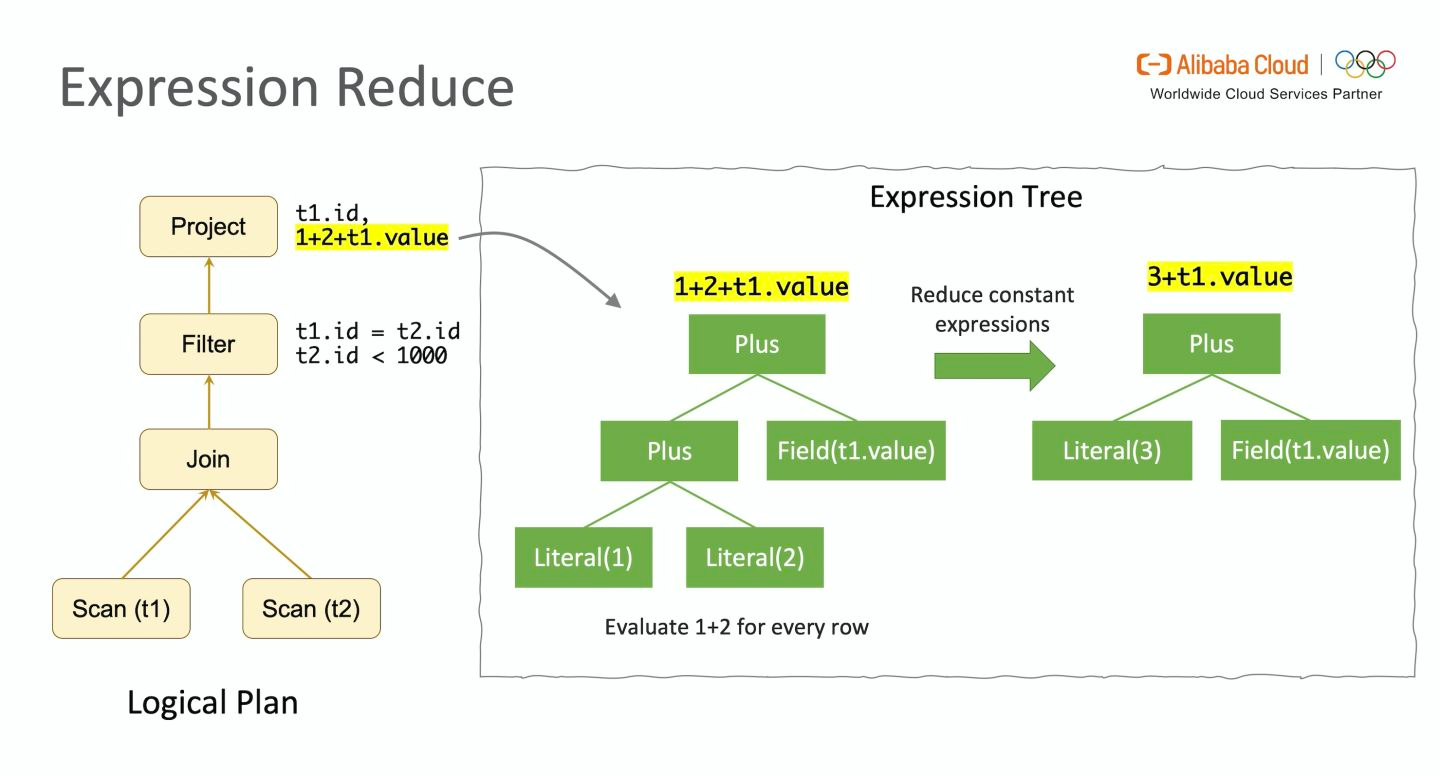 Expression Reduce
Alibaba Cloud
Worldwide Cloud Services Partner
Project
t1.id,
1+2+t1.value
Filter
t1.id = t2.id
t2.id < 1000
Join
Scan (t1)
Scan (t2)
Logical Plan
Expression Tree
1+2+t1.value
Plus
Plus
Field(t1.value)
Literal(1)
Literal(2)
Evaluate 1+2 for every row
Reduce constant
expressions
3+t1.value
Plus
Literal(3)
Field(t1.value)